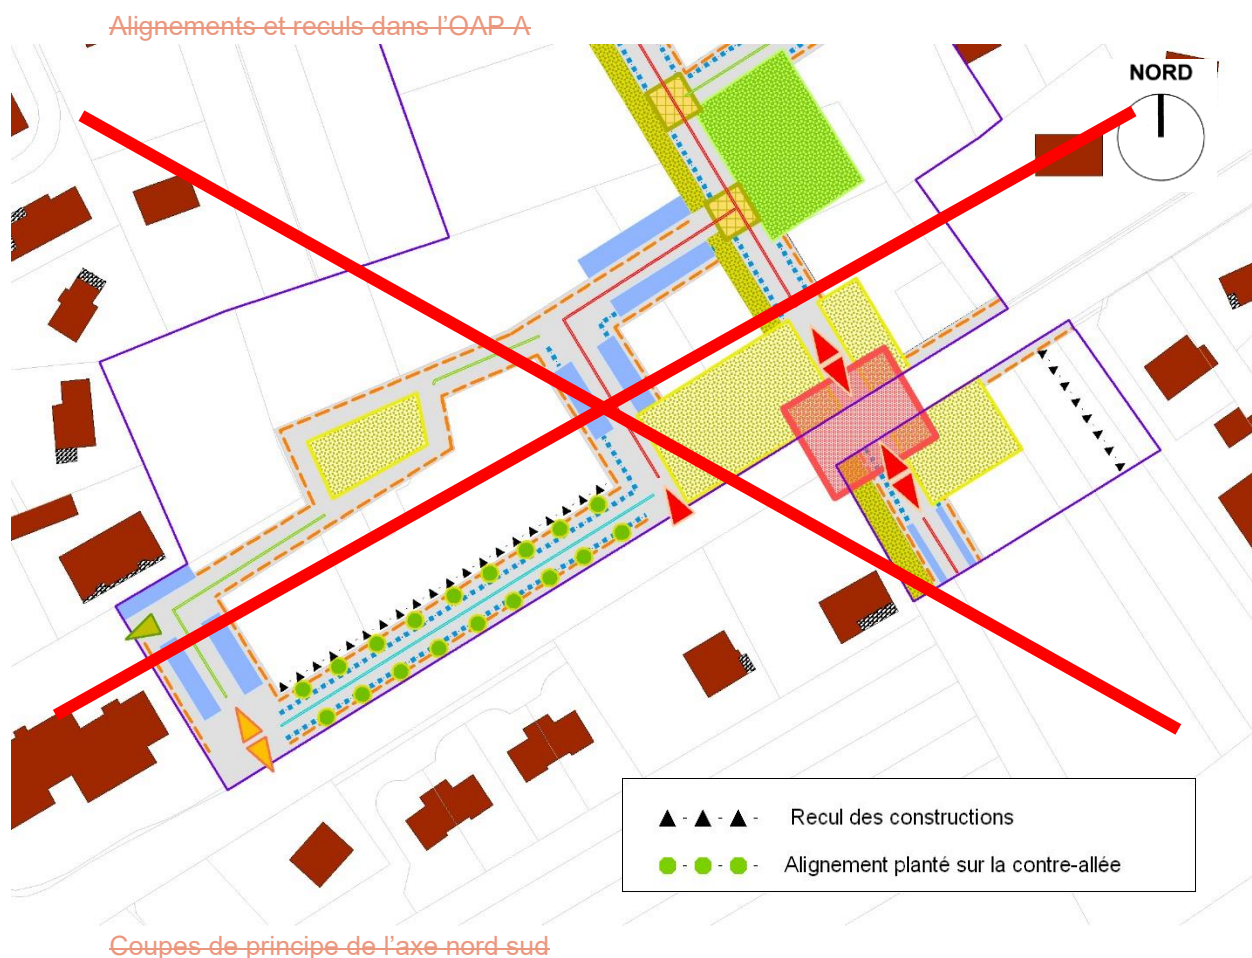 Alignements et reculs dans l'OAP A
NORD
Recul des constructions
Alignement planté sur la contre-allée
Coupes de principe de l'axe nord sud